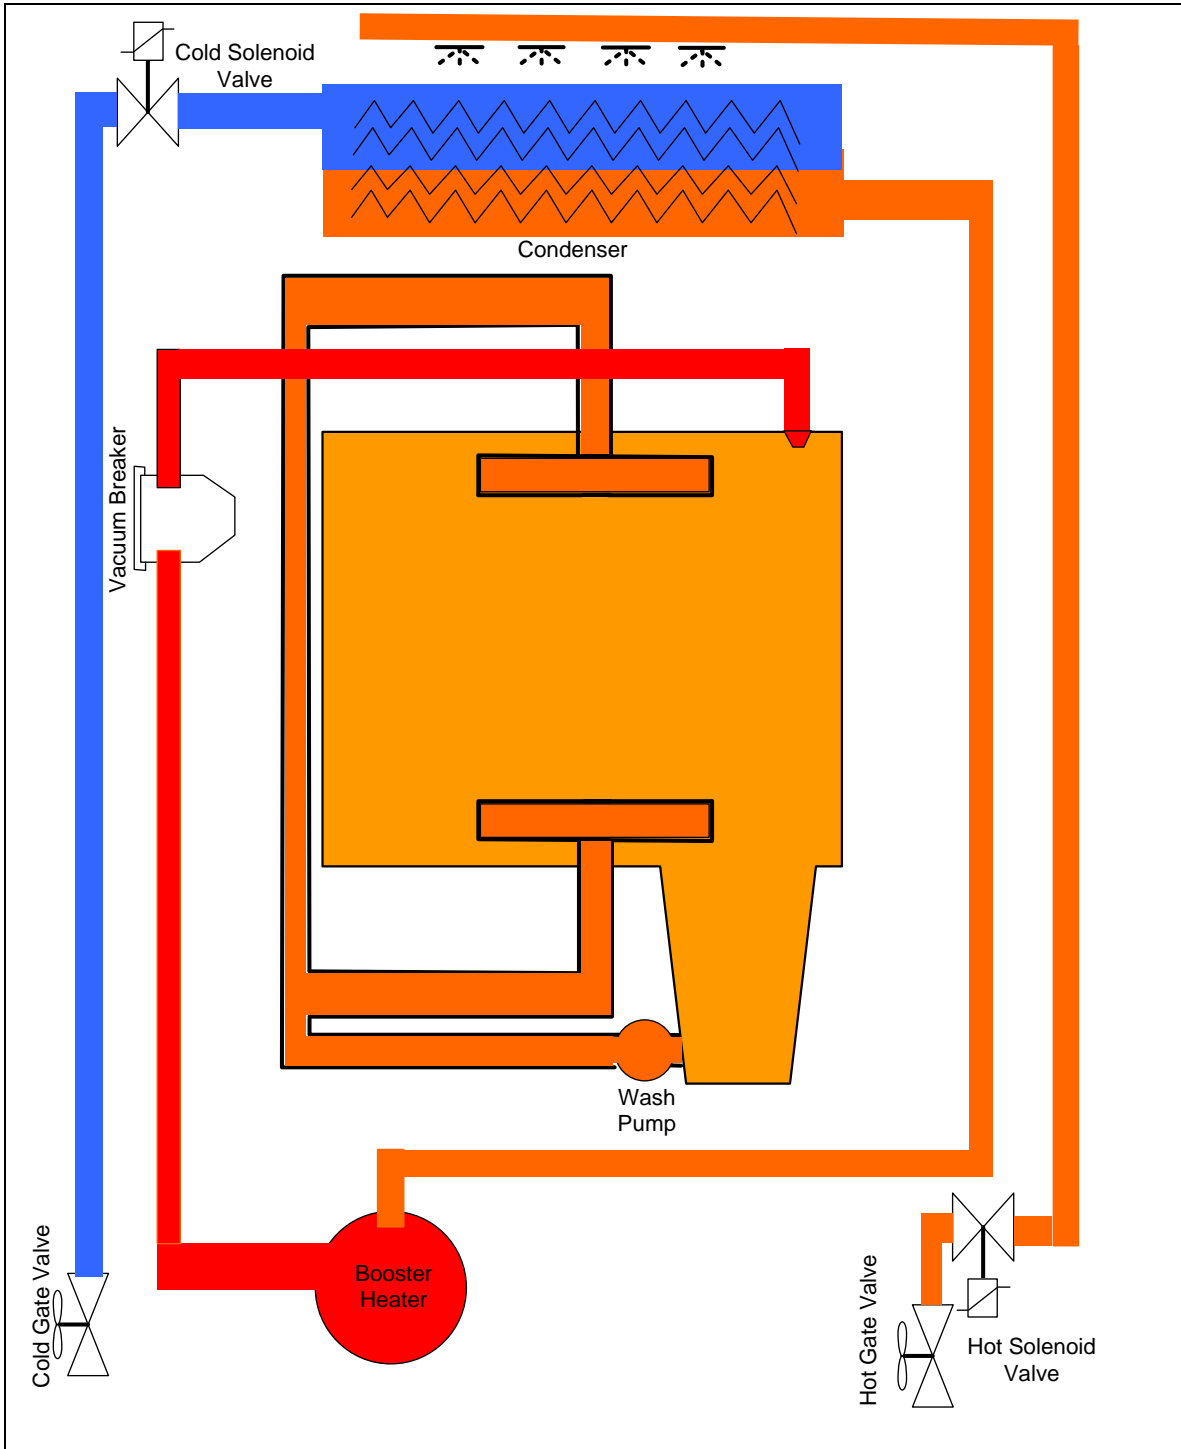 Cold Solenoid
Valve
Condenser
Vacuum Breaker
Wash
Pump
Booster
Heater
Cold Gate Valve
Hot Gate Valve
Hot Solenoid
Valve